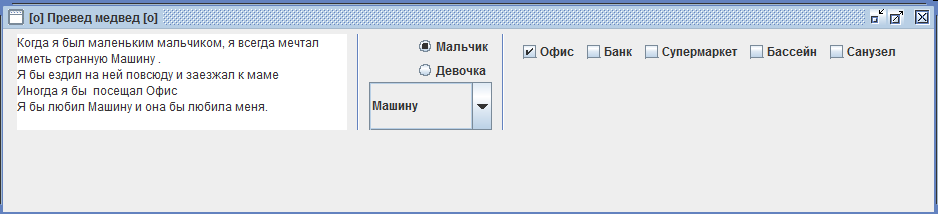 [o] Превед медвед [o]
Когда я был маленьким мальчиком, я всегда мечтал
иметь странную Машину .
Я бы ездил на ней повсюду и заезжал к маме
Иногда я бы  посещал Офис
Я бы любил Машину и она бы любила меня.
Мальчик
Девочка
Машину
Офис Банк Супермаркет Бассейн Санузел